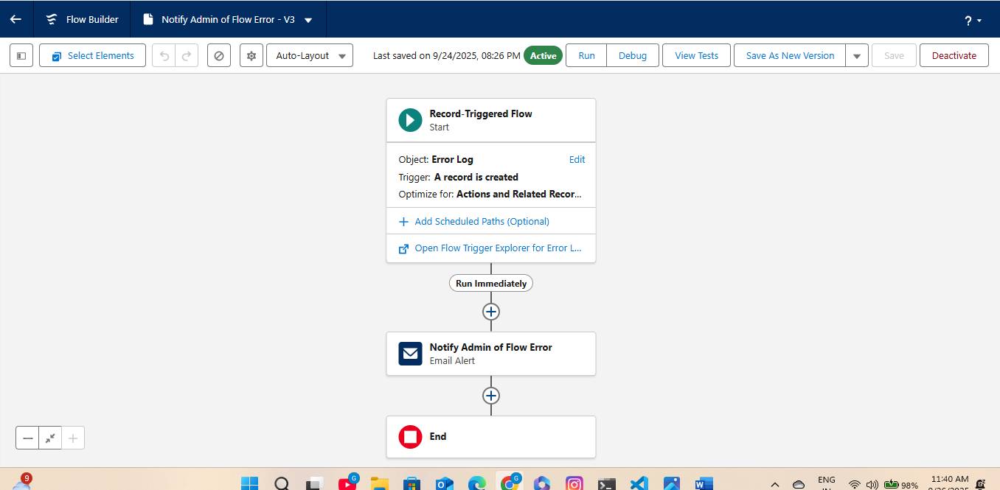 Flow Builder
Notify Admin of Flow Error - V3
?
Select Elements
Auto-Layout
Last saved on 9/24/2025, 08:26 PM
Active
Run
Debug
View Tests
Save As New Version
Save
Deactivate
Record-Triggered Flow
Start
Object: Error Log
Edit
Trigger: A record is created
Optimize for: Actions and Related Recor...
Add Scheduled Paths (Optional)
Open Flow Trigger Explorer for Error L...
Run Immediately
Notify Admin of Flow Error
Email Alert
End
9
G
G
ENG
98%
11:40 AM